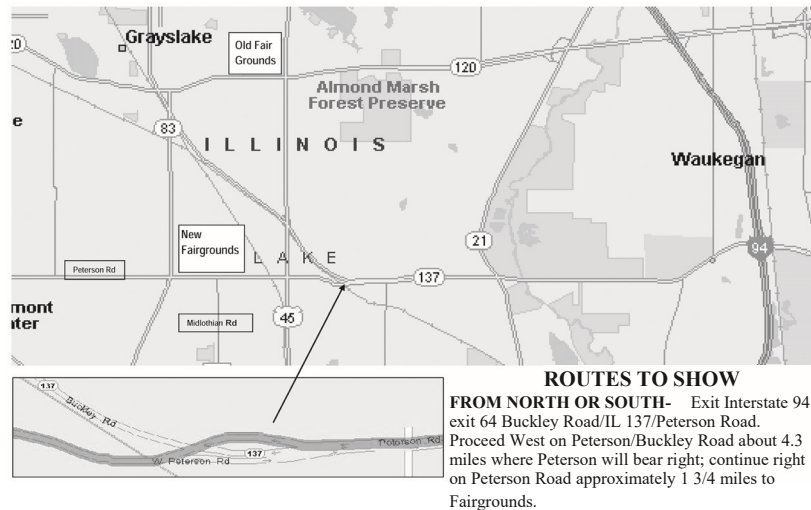 Grayslake
20
Old Fair
Grounds
120
Almond Marsh
Forest Preserve
e
83
ILLINOIS
Waukegan
New
Fairgrounds
LAKE
21
94
Peterson Rd
137
mont
ter
Midlothian Rd
45
137
Buckley Rd
137
Peterson Rd
W Peterson Rd
ROUTES TO SHOW
FROM NORTH OR SOUTH- Exit Interstate 94
exit 64 Buckley Road/IL 137/Peterson Road.
Proceed West on Peterson/Buckley Road about 4.3
miles where Peterson will bear right; continue right
on Peterson Road approximately 1 3/4 miles to
Fairgrounds.